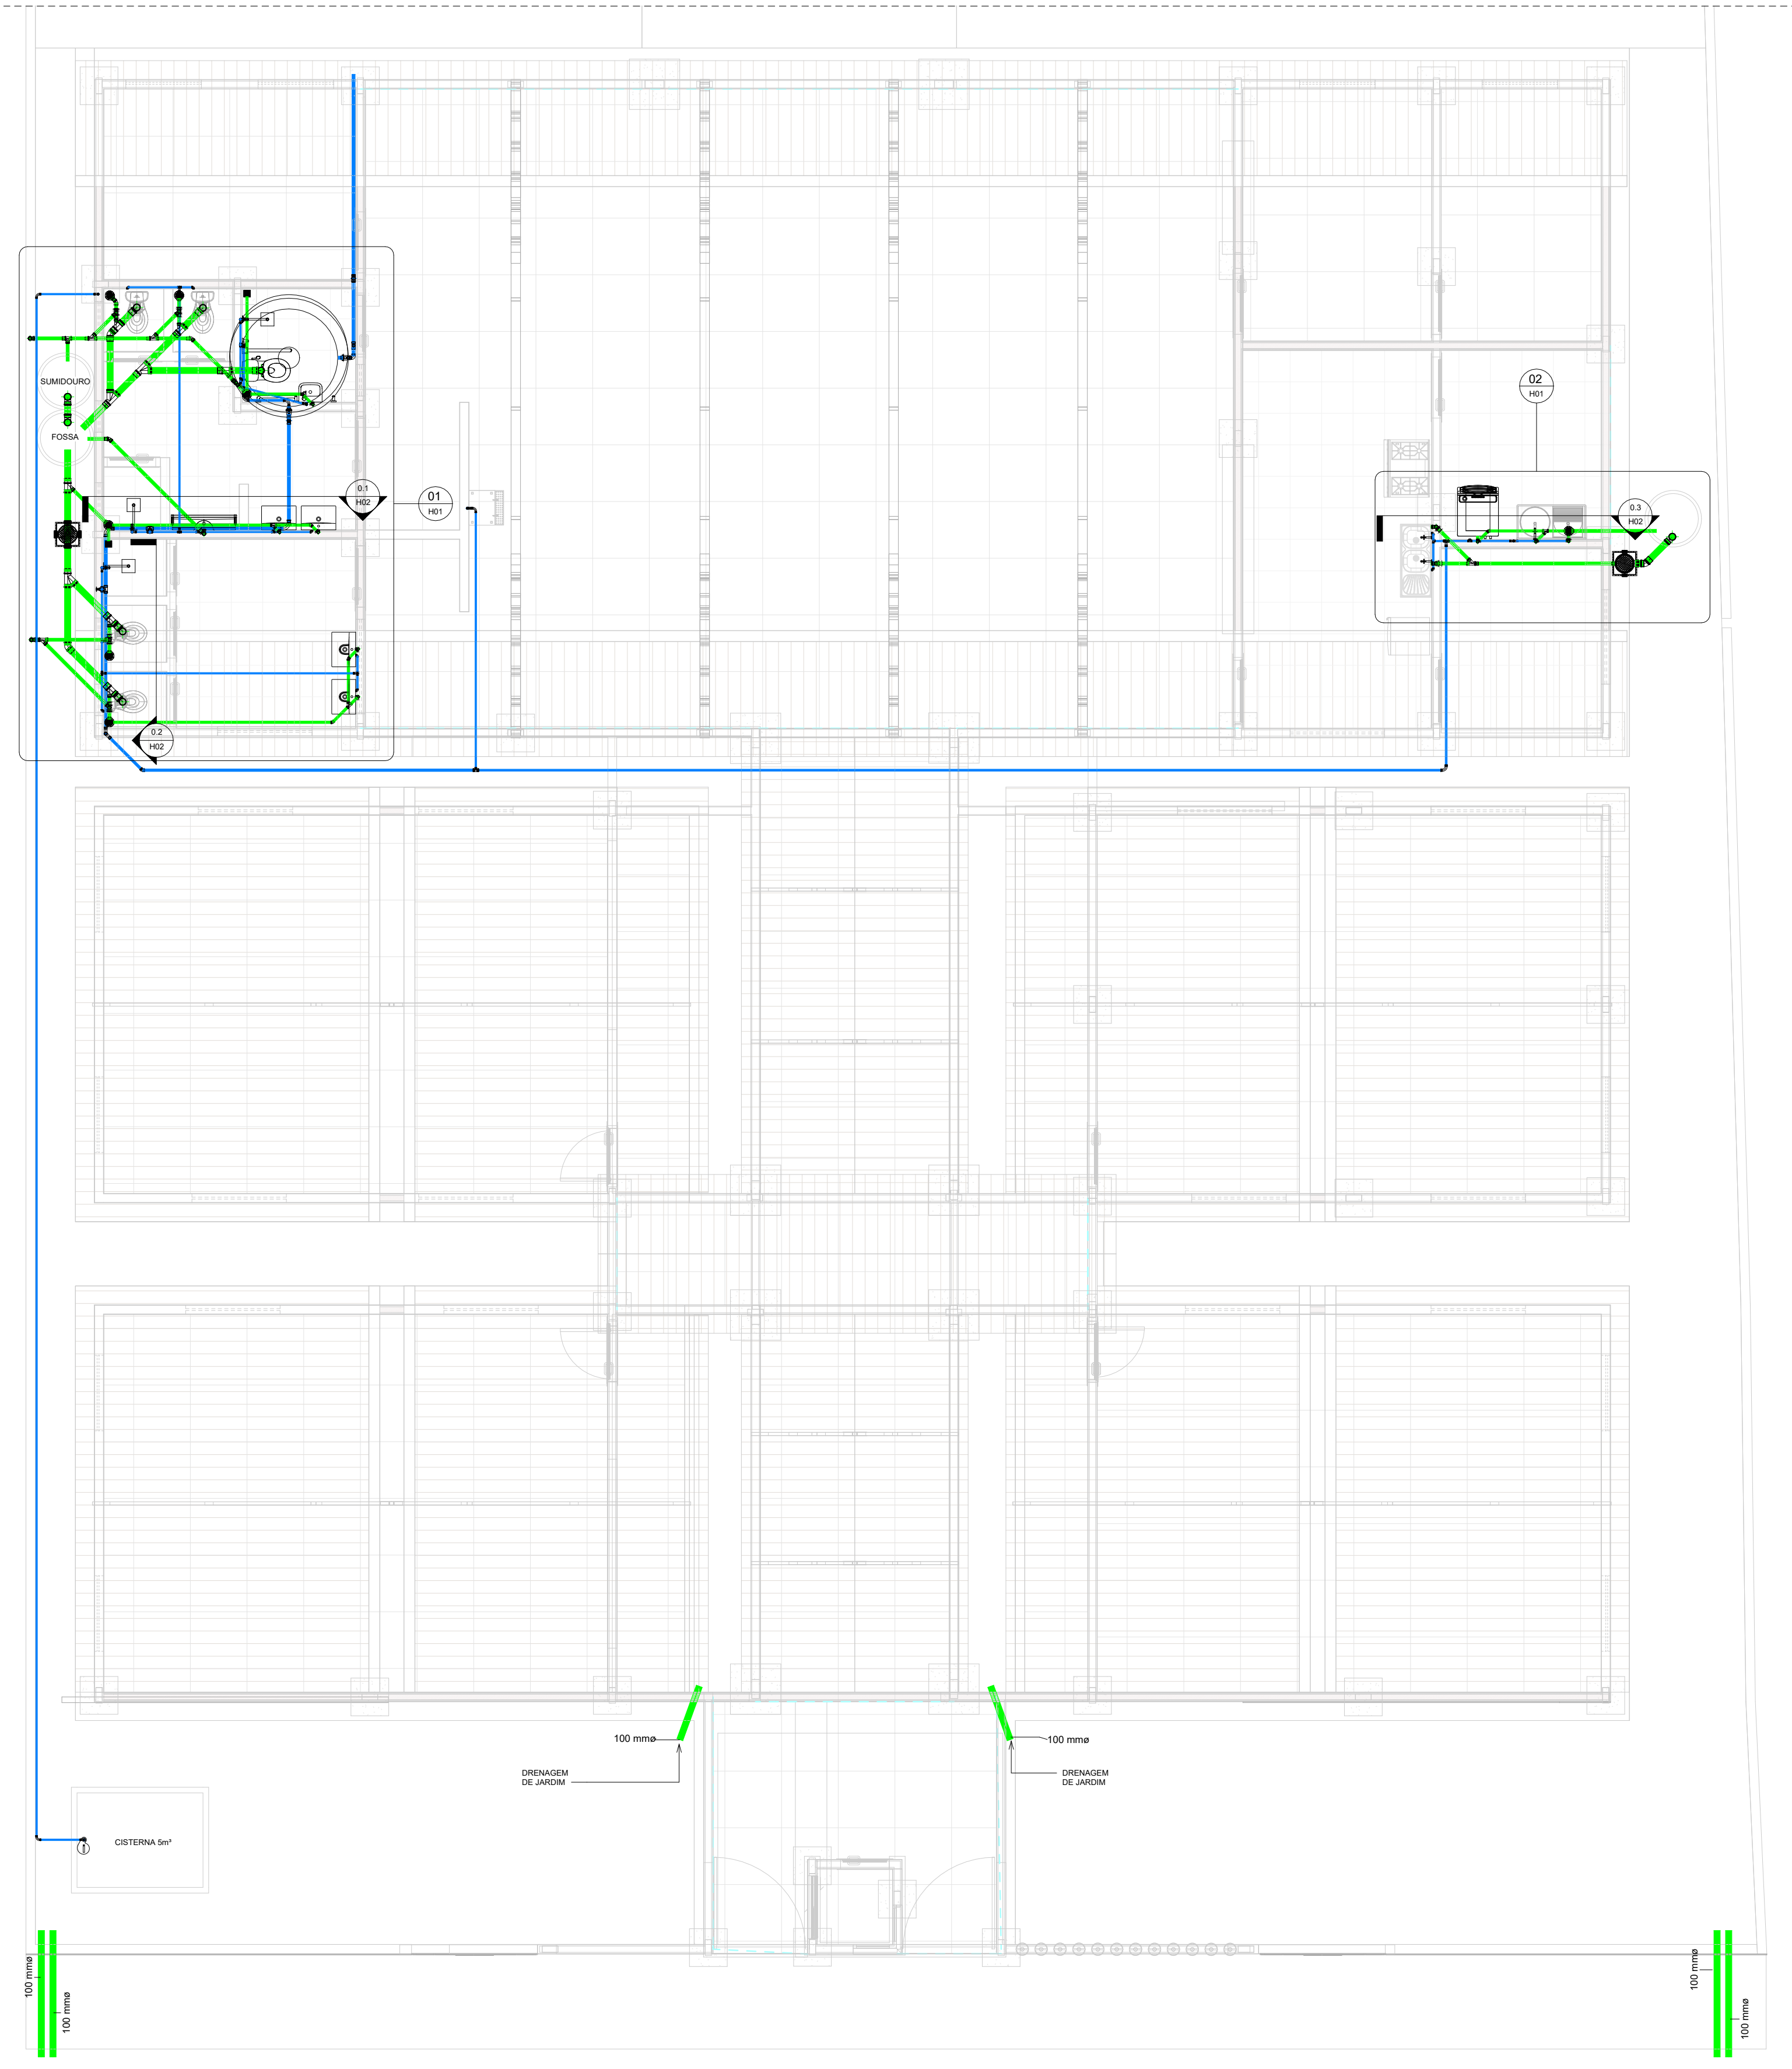 SUMIDOURO
FOSSA
0.1
H02
01
H01
0.2
H02
02
H01
0.3
H02
100 mmø
100 mmø
DRENAGEM
DE JARDIM
DRENAGEM
DE JARDIM
CISTERNA 5m³
100 mmø
100 mmø
100 mmø
100 mmø